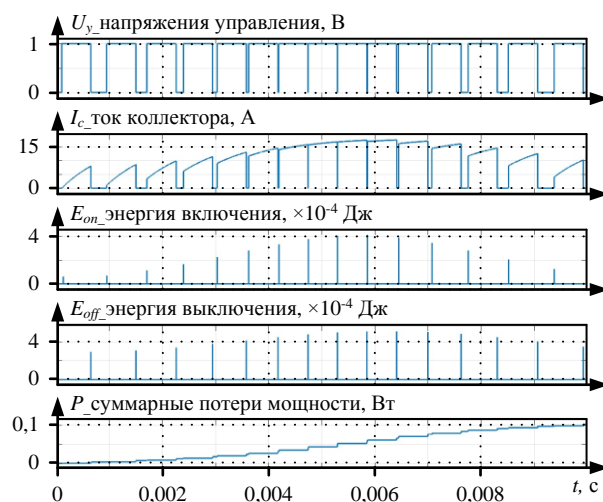 U_y_напряжения управления, В
1
0
I_c_ток коллектора, А
15
0
E_on_энергия включения, ×10⁻⁴ Дж
4
0
E_off_энергия выключения, ×10⁻⁴ Дж
4
0
P_суммарные потери мощности, Вт
0,1
0
0 0.002 0.004 0.006 0.008 t, с